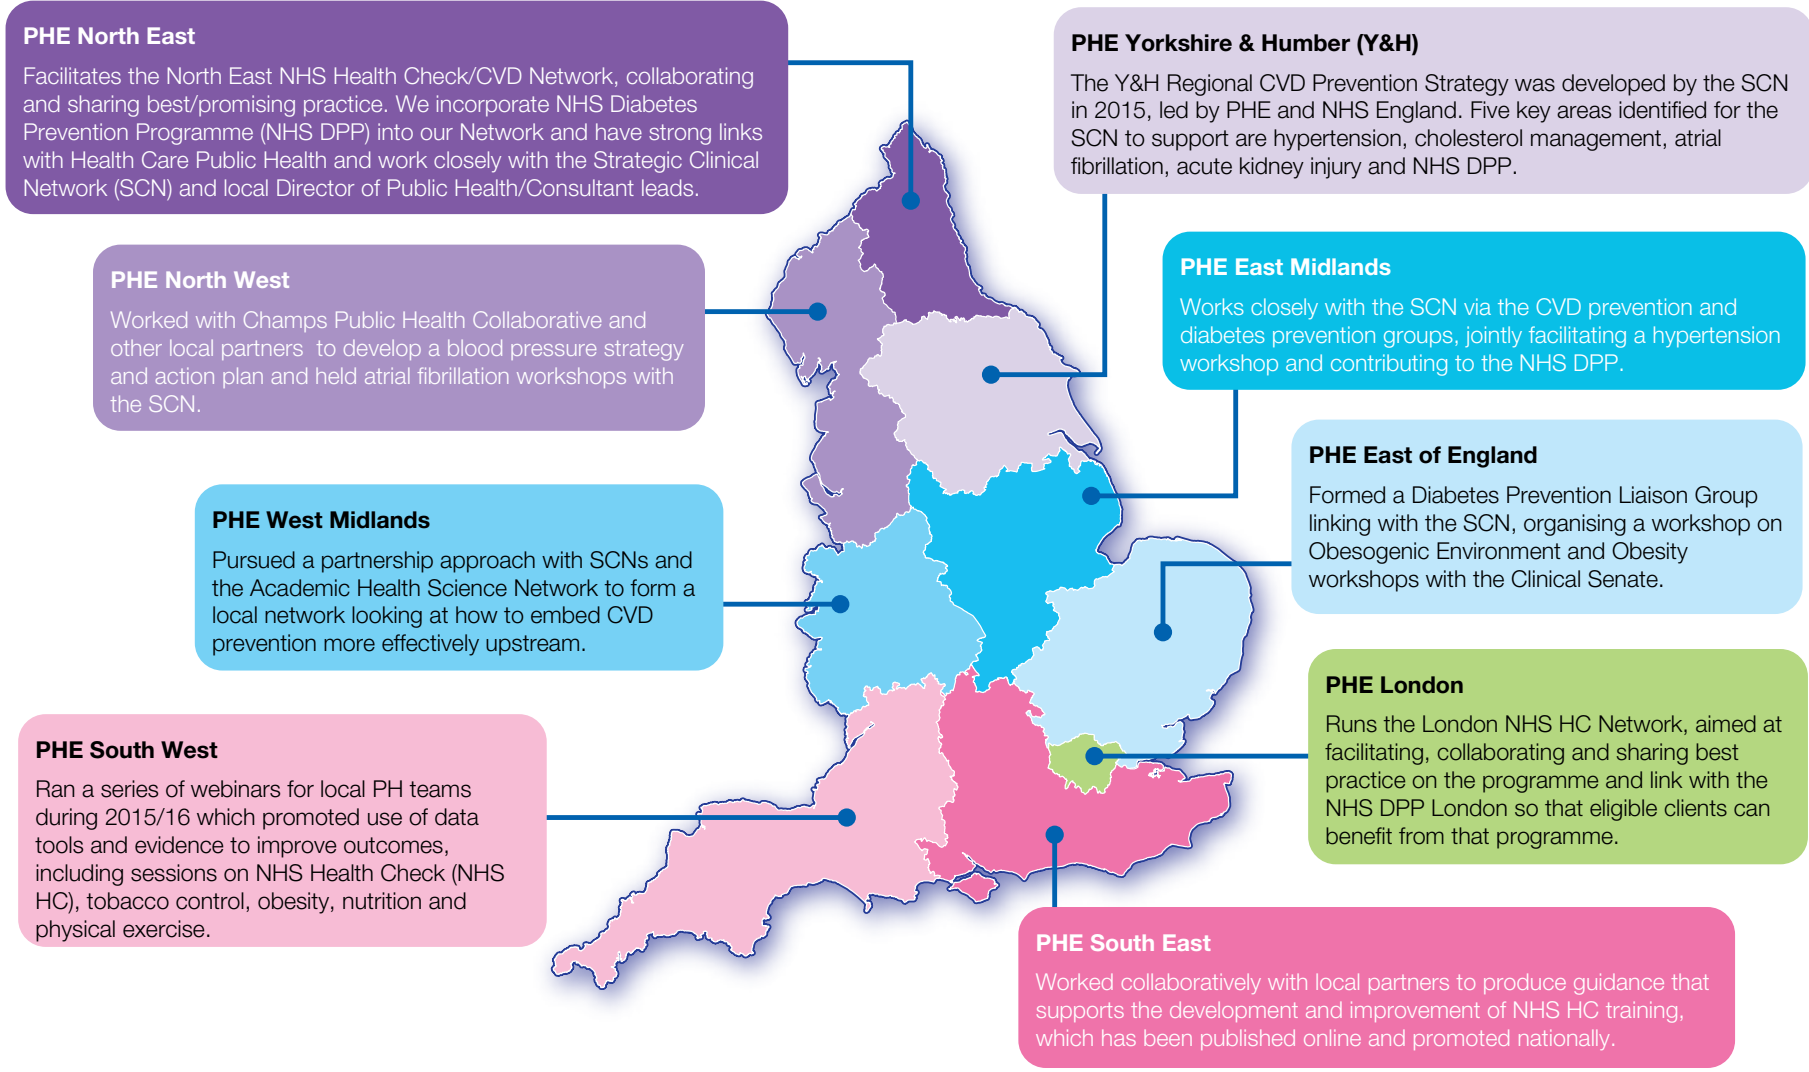 PHE North East
Facilitates the North East NHS Health Check/CVD Network, collaborating
and sharing best/promising practice. We incorporate NHS Diabetes
Prevention Programme (NHS DPP) into our Network and have strong links
with Health Care Public Health and work closely with the Strategic Clinical
Network (SCN) and local Director of Public Health/Consultant leads.
PHE Yorkshire & Humber (Y&H)
The Y&H Regional CVD Prevention Strategy was developed by the SCN
in 2015, led by PHE and NHS England. Five key areas identified for the
SCN to support are hypertension, cholesterol management, atrial
fibrillation, acute kidney injury and NHS DPP.
PHE North West
Worked with Champs Public Health Collaborative and
other local partners to develop a blood pressure strategy
and action plan and held atrial fibrillation workshops with
the SCN.
PHE East Midlands
Works closely with the SCN via the CVD prevention and
diabetes prevention groups, jointly facilitating a hypertension
workshop and contributing to the NHS DPP.
PHE East of England
Formed a Diabetes Prevention Liaison Group
linking with the SCN, organising a workshop on
Obesogenic Environment and Obesity
workshops with the Clinical Senate.
PHE West Midlands
Pursued a partnership approach with SCNs and
the Academic Health Science Network to form a
local network looking at how to embed CVD
prevention more effectively upstream.
PHE London
Runs the London NHS HC Network, aimed at
facilitating, collaborating and sharing best
practice on the programme and link with the
NHS DPP London so that eligible clients can
benefit from that programme.
PHE South West
Ran a series of webinars for local PH teams
during 2015/16 which promoted use of data
tools and evidence to improve outcomes,
including sessions on NHS Health Check (NHS
HC), tobacco control, obesity, nutrition and
physical exercise.
PHE South East
Worked collaboratively with local partners to produce guidance that
supports the development and improvement of NHS HC training,
which has been published online and promoted nationally.